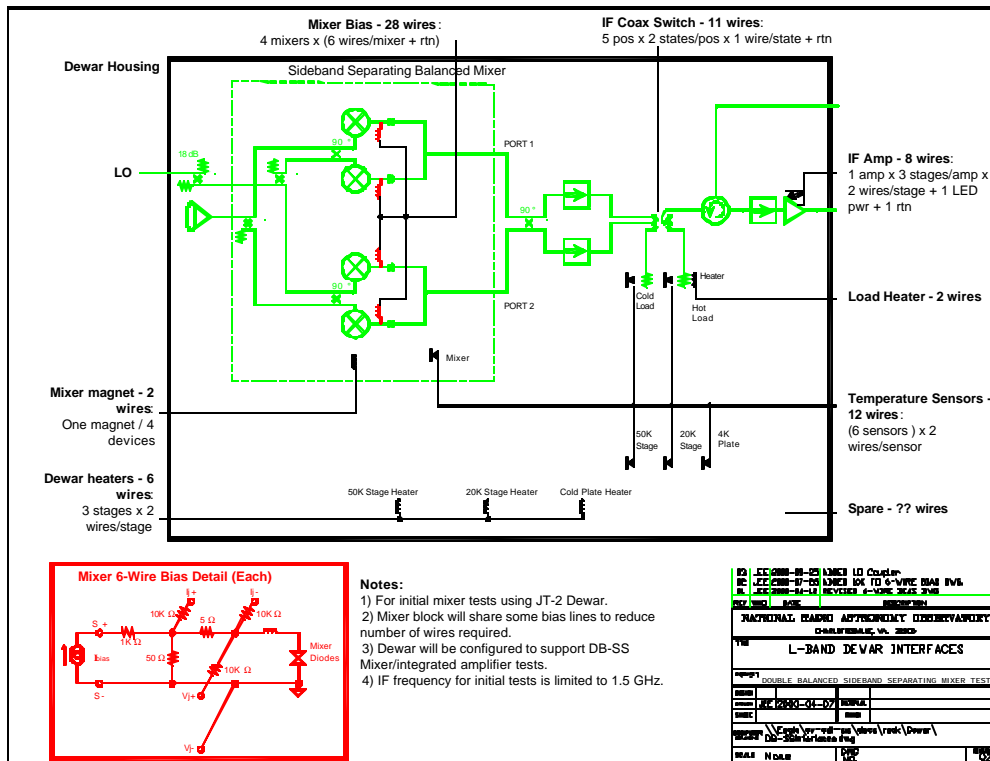 Mixer Bias - 28 wires:
4 mixers x (6 wires/mixer + rtn)
IF Coax Switch - 11 wires:
5 pos x 2 states/pos x 1 wire/state + rtn
Dewar Housing
Sideband Separating Balanced Mixer
PORT 1
90 °
18 dB
LO
IF Amp - 8 wires:
1 amp x 3 stages/amp x
2 wires/stage + 1 LED
pwr + 1 rtn
90 °
90 °
Heater
Cold
Load
Hot
Load
Load Heater - 2 wires
PORT 2
Mixer
Mixer magnet - 2
wires:
One magnet / 4
devices
Temperature Sensors -
12 wires:
(6 sensors ) x 2
wires/sensor
50K
Stage
20K
Stage
4K
Plate
Dewar heaters - 6
wires:
3 stages x 2
wires/stage
50K Stage Heater
20K Stage Heater
Cold Plate Heater
Spare - ?? wires
Mixer 6-Wire Bias Detail (Each)
Ij+
Ij-
10K Ω
5 Ω
10K Ω
S +
1K Ω
Ibias
50 Ω
10K Ω
Mixer
Diodes
S -
Vj+
Vj-
Notes:
1) For initial mixer tests using JT-2 Dewar.
2) Mixer block will share some bias lines to reduce
number of wires required.
3) Dewar will be configured to support DB-SS
Mixer/integrated amplifier tests.
4) IF frequency for initial tests is limited to 1.5 GHz.
DATE
DESCRIPTION
NATIONAL RADIO ASTRONOMY OBSERVATORY
CHARLOTTESVILLE, VA.
TITLE
L-BAND DEWAR INTERFACES
DOUBLE BALANCED SIDEBAND SEPARATING MIXER TEST
JEE
SCALE